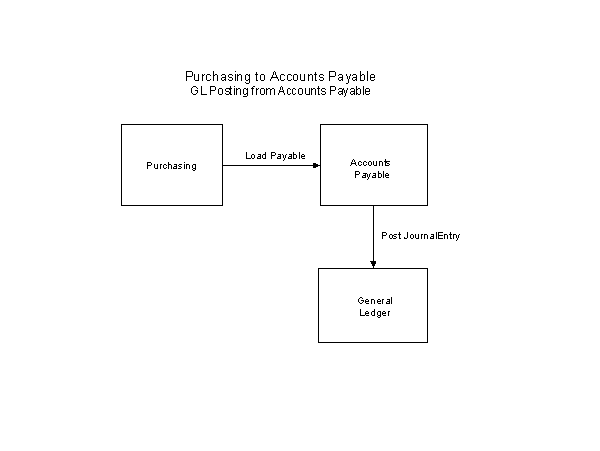 Purchasing to Accounts Payable
GL Posting from Accounts Payable
Purchasing
Load Payable
Accounts
Payable
Post JournalEntry
General
Ledger